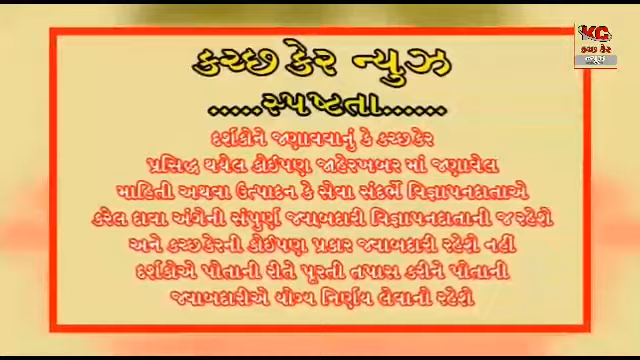 KC
કચ્છ કેર
ન્યુઝ
કચ્છ કેર ન્યુઝ
.....સ્પષ્ટતા......
દર્શકોને જણાવવાનું કે કચ્છ કેર
પ્રસિદ્ધ થયેલ કોઈપણ જાહેરખબર માં જણાયેલ
માહિતી અથવા ઉત્પાદન કે સેવા સંદર્ભે વિજ્ઞાપનદાતાએ
કરેલ દાવા અંગેની સંપુર્ણ જવાબદારી વિજ્ઞાપનદાતાની જ રહેશે
અને કચ્છ કેરની કોઈપણ પ્રકાર જવાબદારી રહેશે નહીં
દર્શકોએ પોતાની રીતે પૂરતી તપાસ કરીને પોતાની
જવાબદારીએ યોગ્ય નિર્ણય લેવાનો રહેશે